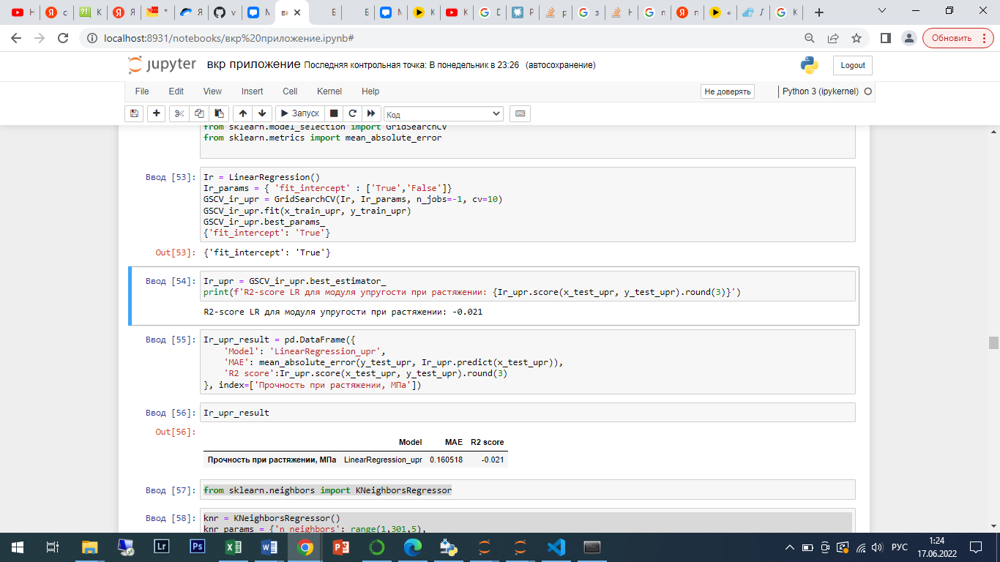 localhost:8931/notebooks/вкр%20приложение.ipynb#
Обновить
jupyter вкр приложение Последняя контрольная точка: В понедельник в 23:26 (автосохранение)
Logout
File Edit View Insert Cell Kernel Help
Не доверять
Python 3 (ipykernel)
Запуск
Код
from sklearn.model_selection import GridSearchCV
from sklearn.metrics import mean_absolute_error
Ввод [53]:
Ir = LinearRegression()
Ir_params = { 'fit_intercept' : ['True','False']}
GSCV_ir_upr = GridSearchCV(Ir, Ir_params, n_jobs=-1, cv=10)
GSCV_ir_upr.fit(x_train_upr, y_train_upr)
GSCV_ir_upr.best_params_
{'fit_intercept': 'True'}
Out[53]: {'fit_intercept': 'True'}
Ввод [54]:
Ir_upr = GSCV_ir_upr.best_estimator_
print(f'R2-score LR для модуля упругости при растяжении: {Ir_upr.score(x_test_upr, y_test_upr).round(3)}')
R2-score LR для модуля упругости при растяжении: -0.021
Ввод [55]:
Ir_upr_result = pd.DataFrame({
'Model': 'LinearRegression_upr',
'MAE': mean_absolute_error(y_test_upr, Ir_upr.predict(x_test_upr)),
'R2 score':Ir_upr.score(x_test_upr, y_test_upr).round(3)
}, index=['Прочность при растяжении, МПа'])
Ввод [56]: Ir_upr_result
Out[56]:
Model MAE R2 score
Прочность при растяжении, МПа LinearRegression_upr 0.160518 -0.021
Ввод [57]: from sklearn.neighbors import KNeighborsRegressor
Ввод [58]:
knr = KNeighborsRegressor()
knr_params = {'n_neighbors': range(1,301,5),
Lr
Ps
РУС
1:24
17.06.2022